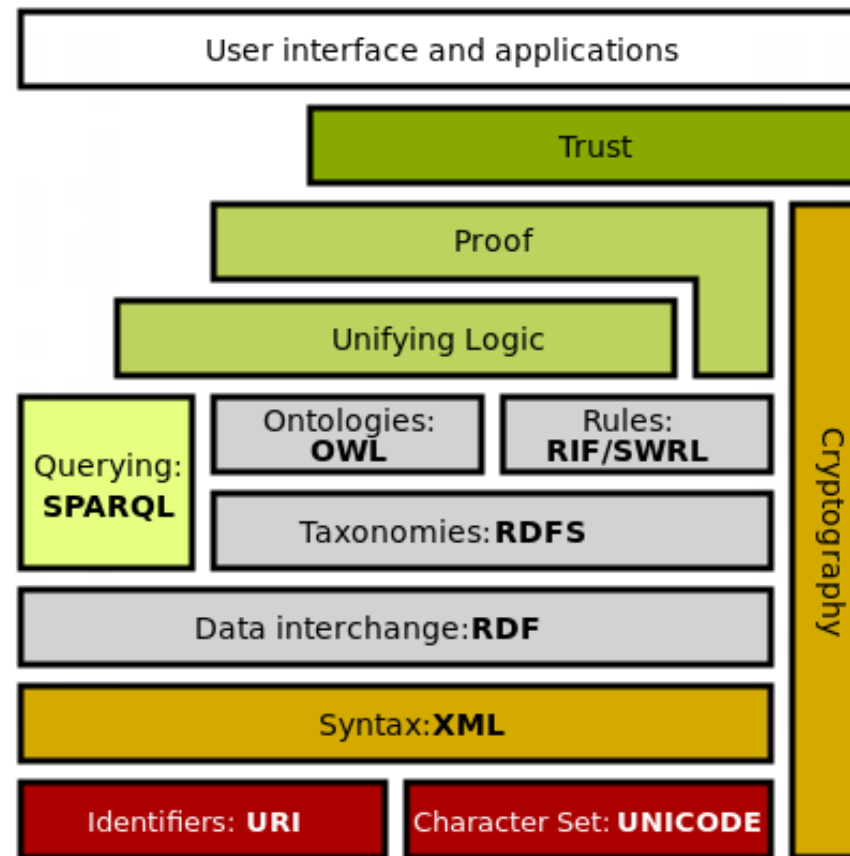 User interface and applications
Trust
Proof
Unifying Logic
Ontologies:
OWL
Rules:
RIF/SWRL
Querying:
SPARQL
Taxonomies:RDFS
Data interchange:RDF
Syntax:XML
Identifiers: URI
Character Set: UNICODE
Cryptography